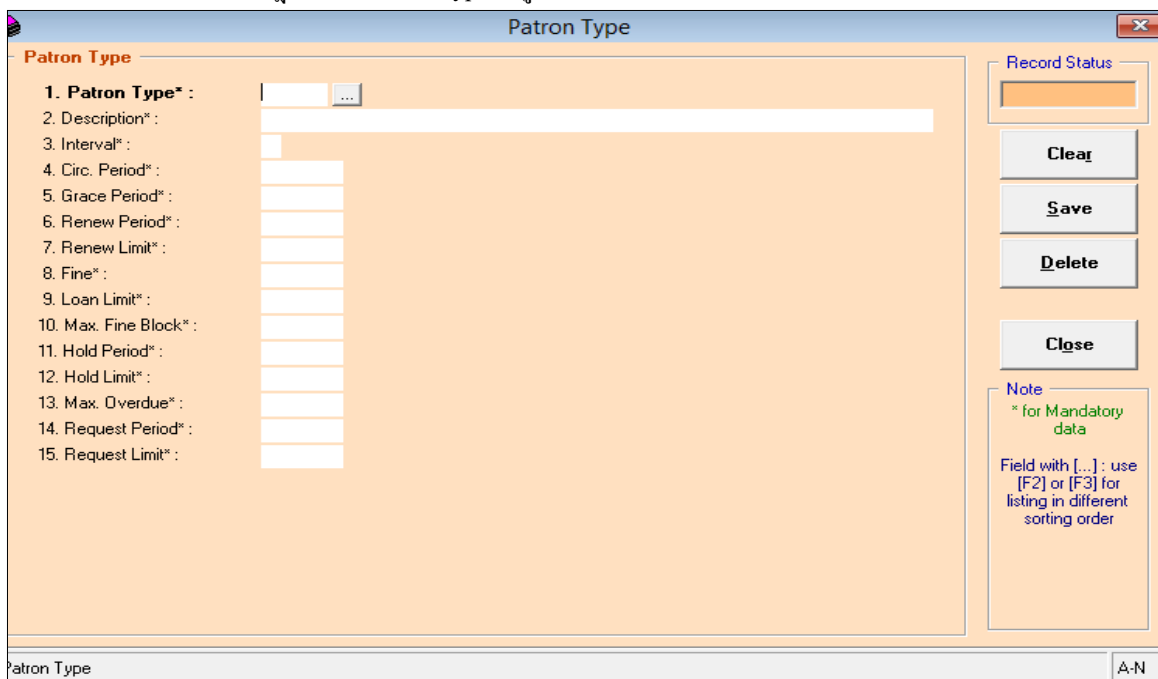 Patron Type
Patron Type
1. Patron Type* :
...
2. Description* :
3. Interval* :
4. Circ. Period* :
5. Grace Period* :
6. Renew Period* :
7. Renew Limit* :
8. Fine* :
9. Loan Limit* :
10. Max. Fine Block* :
11. Hold Period* :
12. Hold Limit* :
13. Max. Overdue* :
14. Request Period* :
15. Request Limit* :
Record Status
Clear
Save
Delete
Close
Note
* for Mandatory
data
Field with [...] : use
[F2] or [F3] for
listing in different
sorting order
Patron Type
A-N